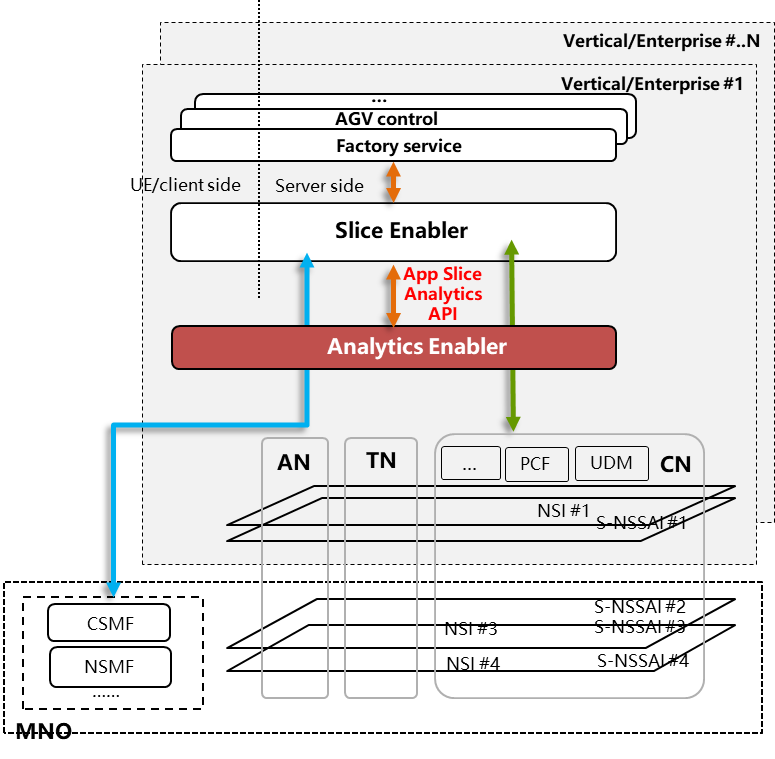 Vertical/Enterprise #..N
Vertical/Enterprise #1
...
AGV control
Factory service
UE/client side
Server side
Slice Enabler
App Slice
Analytics
API
Analytics Enabler
AN
TN
...
PCF
UDM
CN
NSI #1
S-NSSAI #1
S-NSSAI #2
NSI #3
S-NSSAI #3
NSI #4
S-NSSAI #4
CSMF
NSMF
......
MNO